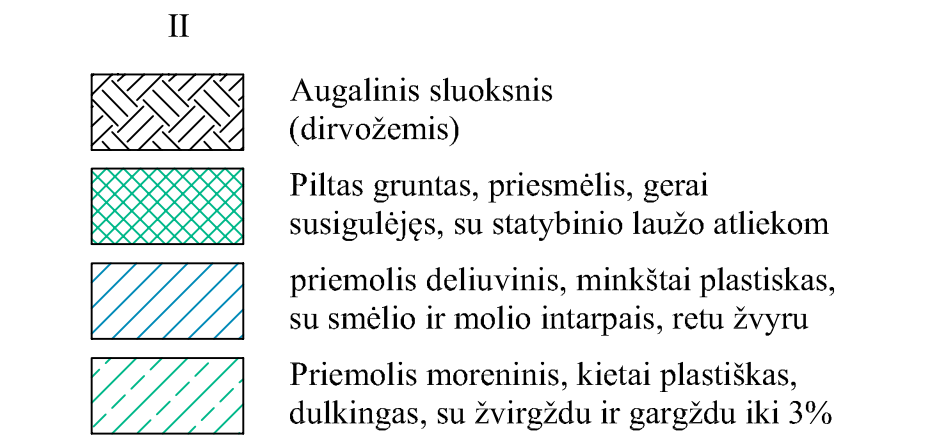 II
Augalinis sluoksnis
(dirvožemis)
Piltas gruntas, priesmėlis, gerai
susigulėjęs, su statybinio laužo atliekom
priemolis deliuvinis, minkštai plastiskas,
su smėlio ir molio intarpais, retu žvyru
Priemolis moreninis, kietai plastiškas,
dulkingas, su žvirgždu ir gargždu iki 3%